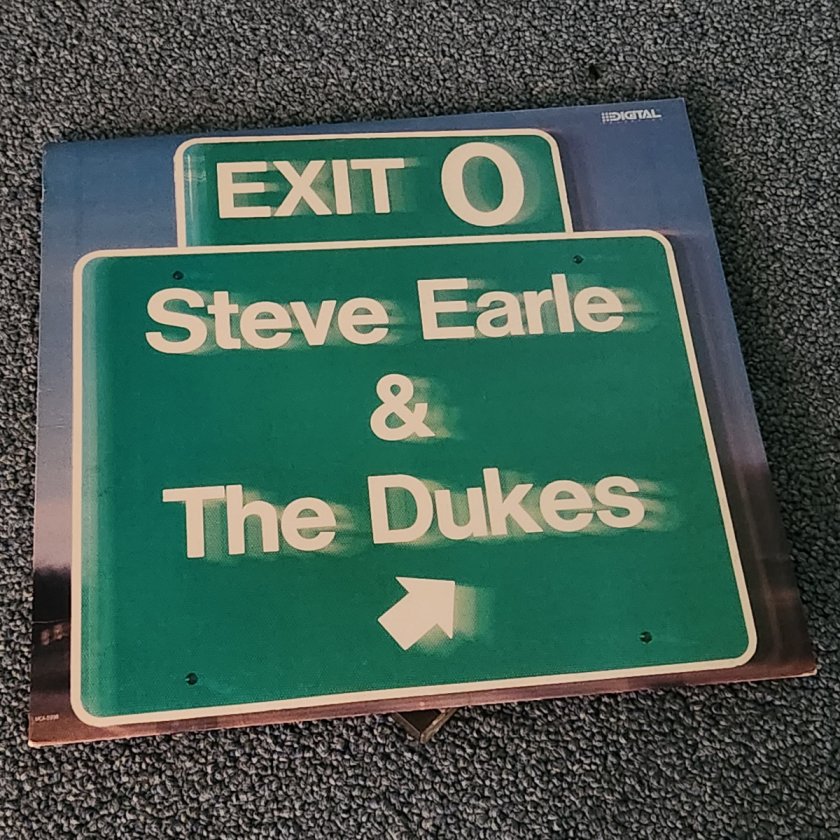 DIGITAL
EXIT 0
Steve Earle
&
The Dukes